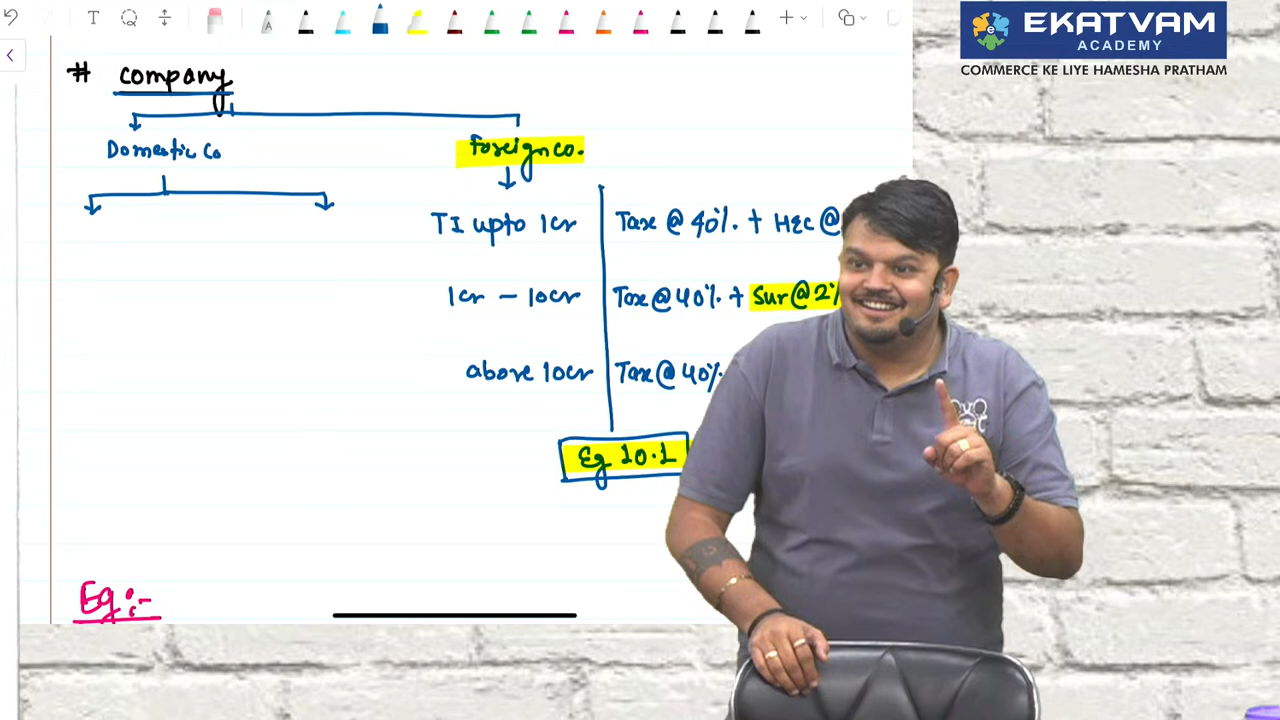 EKATVAM
ACADEMY
COMMERCE KE LIYE HAMESHA PRATHAM
# Company
Domestic Co
Foreign co.
TI upto 1cr
Tax @ 40% + H&C @
1cr - 10cr
Tax @ 40% + Sur @ 2%
above 10cr
Tax @ 40%.
Eg 10.1
Eg :-